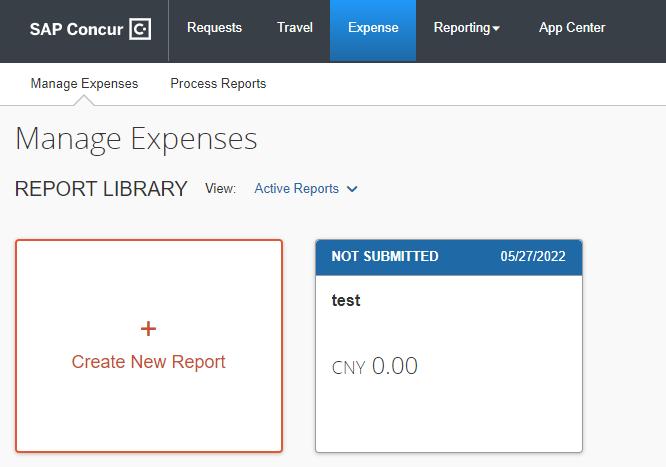 SAP Concur C Requests Travel Expense Reporting App Center
Manage Expenses Process Reports
Manage Expenses
REPORT LIBRARY View: Active Reports
NOT SUBMITTED 05/27/2022
test
CNY 0.00
+
Create New Report